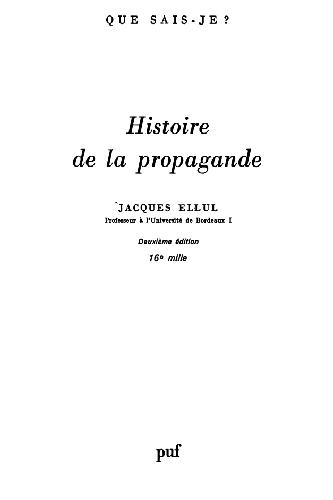 QUE SAIS-JE ?
Histoire
de la propagande
JACQUES ELLUL
Professeur à l'Université de Bordeaux I
Deuxième édition
16e mille
puf